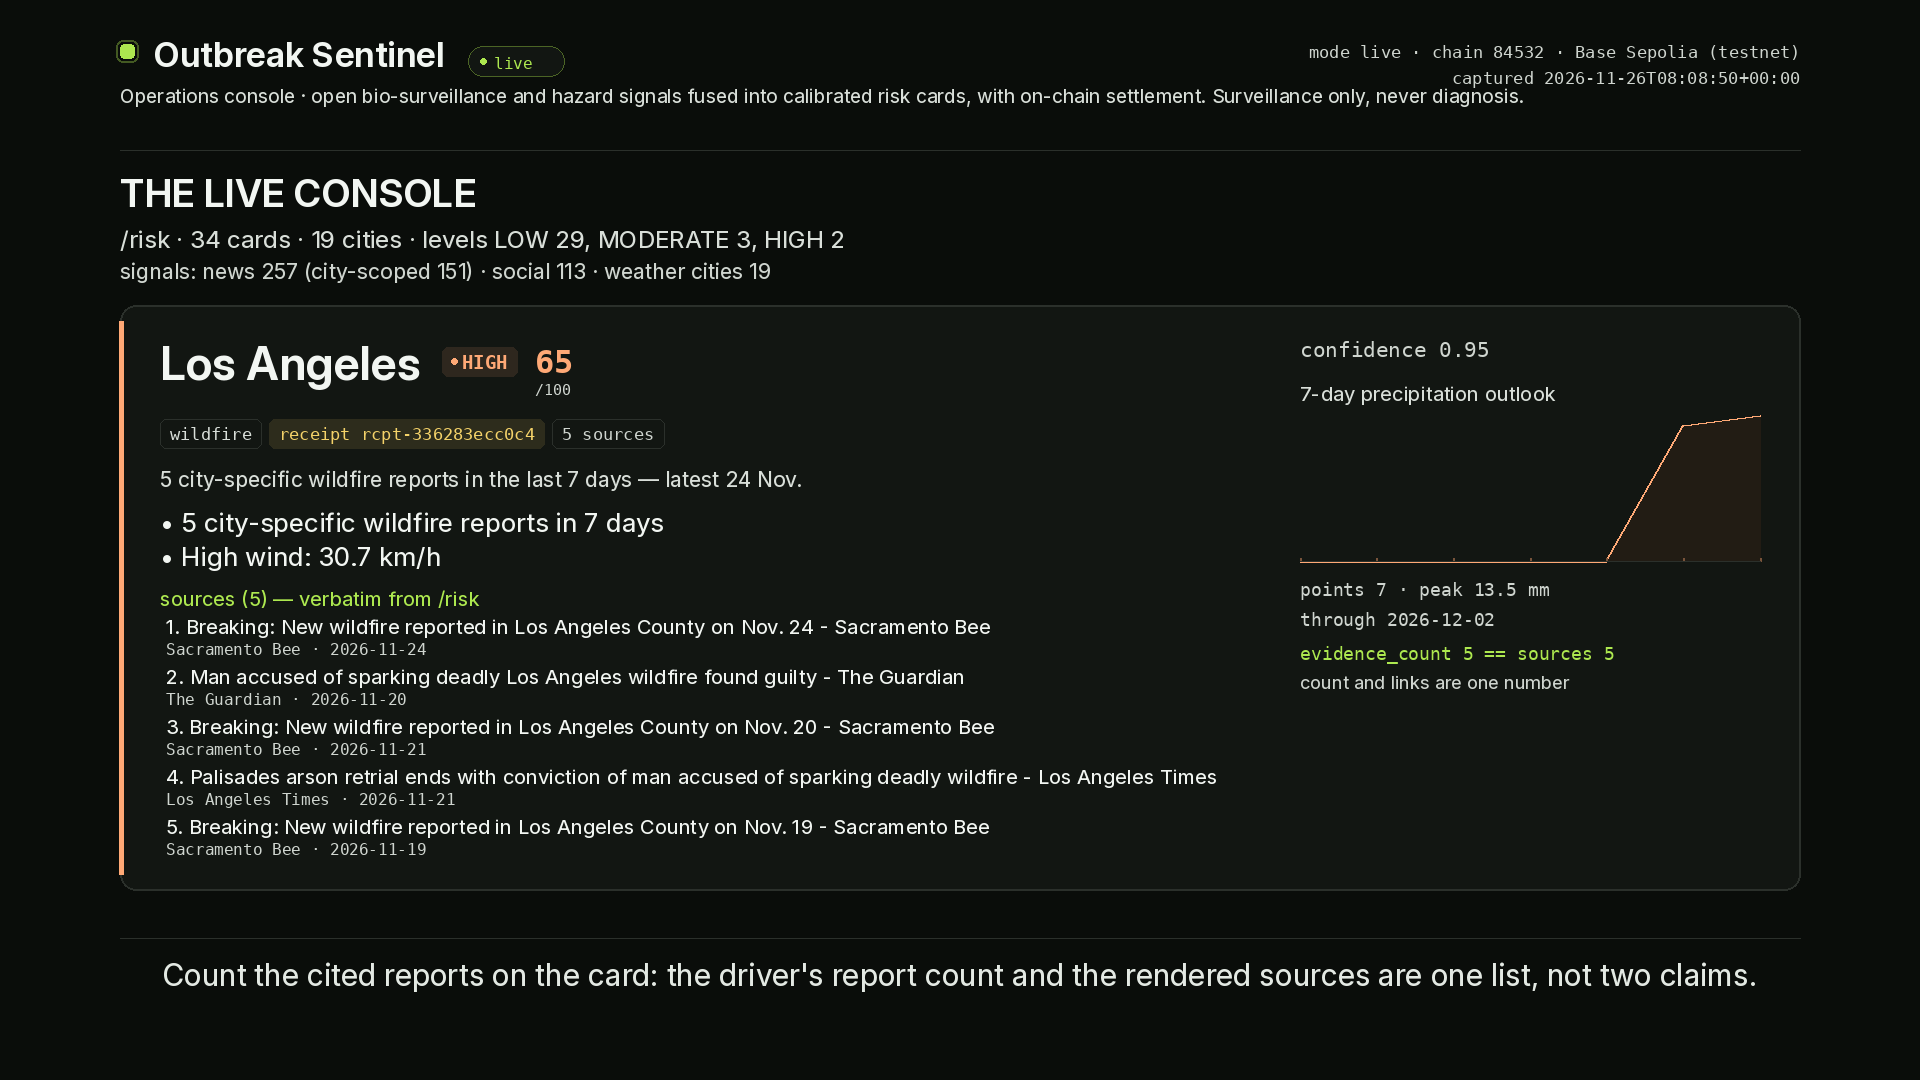 Outbreak Sentinel
live
mode live · chain 84532 · Base Sepolia (testnet)
captured 2026-11-26T08:08:50+00:00
Operations console · open bio-surveillance and hazard signals fused into calibrated risk cards, with on-chain settlement. Surveillance only, never diagnosis.
THE LIVE CONSOLE
/risk · 34 cards · 19 cities · levels LOW 29, MODERATE 3, HIGH 2
signals: news 257 (city-scoped 151) · social 113 · weather cities 19
Los Angeles
HIGH
65
/100
wildfire
receipt rcpt-336283ecc0c4
5 sources
5 city-specific wildfire reports in the last 7 days — latest 24 Nov.
• 5 city-specific wildfire reports in 7 days
• High wind: 30.7 km/h
sources (5) — verbatim from /risk
1. Breaking: New wildfire reported in Los Angeles County on Nov. 24 - Sacramento Bee
Sacramento Bee · 2026-11-24
2. Man accused of sparking deadly Los Angeles wildfire found guilty - The Guardian
The Guardian · 2026-11-20
3. Breaking: New wildfire reported in Los Angeles County on Nov. 20 - Sacramento Bee
Sacramento Bee · 2026-11-21
4. Palisades arson retrial ends with conviction of man accused of sparking deadly wildfire - Los Angeles Times
Los Angeles Times · 2026-11-21
5. Breaking: New wildfire reported in Los Angeles County on Nov. 19 - Sacramento Bee
Sacramento Bee · 2026-11-19
confidence 0.95
7-day precipitation outlook
points 7 · peak 13.5 mm
through 2026-12-02
evidence_count 5 == sources 5
count and links are one number
Count the cited reports on the card: the driver's report count and the rendered sources are one list, not two claims.